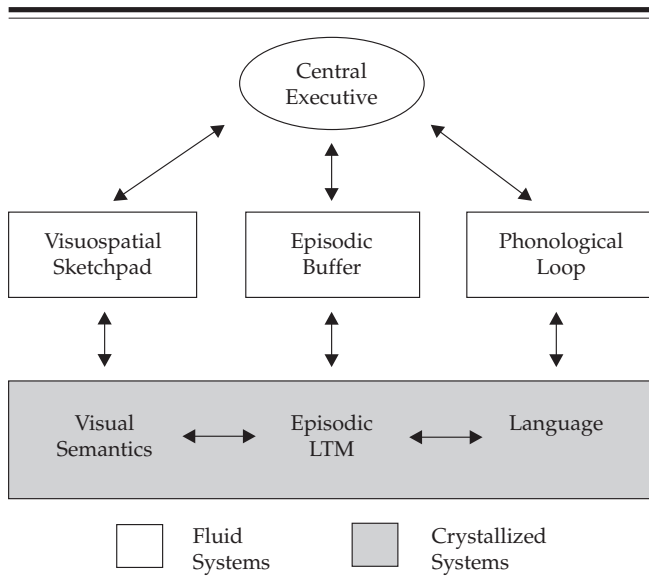 Central
Executive
Visuospatial
Sketchpad
Episodic
Buffer
Phonological
Loop
Visual
Semantics
Episodic
LTM
Language
Fluid
Systems
Crystallized
Systems